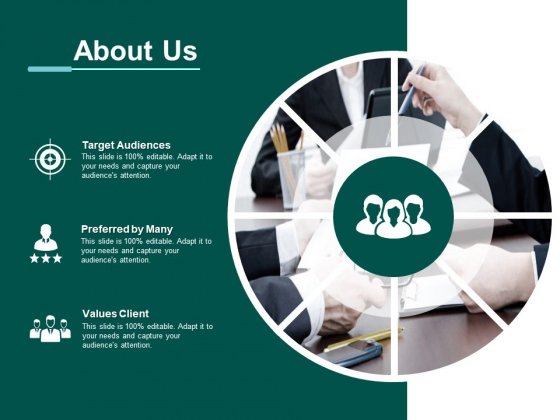 About Us
Target Audiences
This slide is 100% editable. Adapt it to
your needs and capture your
audience's attention.
Preferred by Many
This slide is 100% editable. Adapt it to
your needs and capture your
audience's attention.
Values Client
This slide is 100% editable. Adapt it to
your needs and capture your
audience's attention.